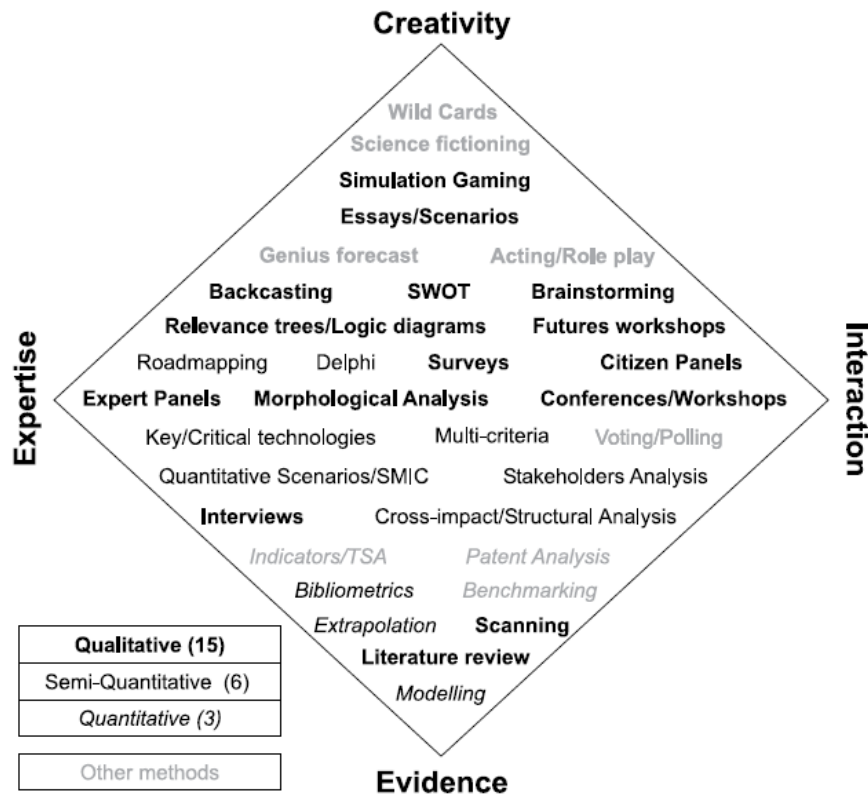 Creativity
Wild Cards
Science fictioning
Simulation Gaming
Essays/Scenarios
Genius forecast Acting/Role play
Backcasting SWOT Brainstorming
Relevance trees/Logic diagrams Futures workshops
Roadmapping Delphi Surveys Citizen Panels
Expert Panels Morphological Analysis Conferences/Workshops
Key/Critical technologies Multi-criteria Voting/Polling
Quantitative Scenarios/SMIC Stakeholders Analysis
Interviews Cross-impact/Structural Analysis
Indicators/TSA Patent Analysis
Bibliometrics Benchmarking
Extrapolation Scanning
Literature review
Modelling
Evidence
Expertise
Interaction
Qualitative (15)
Semi-Quantitative (6)
Quantitative (3)
Other methods